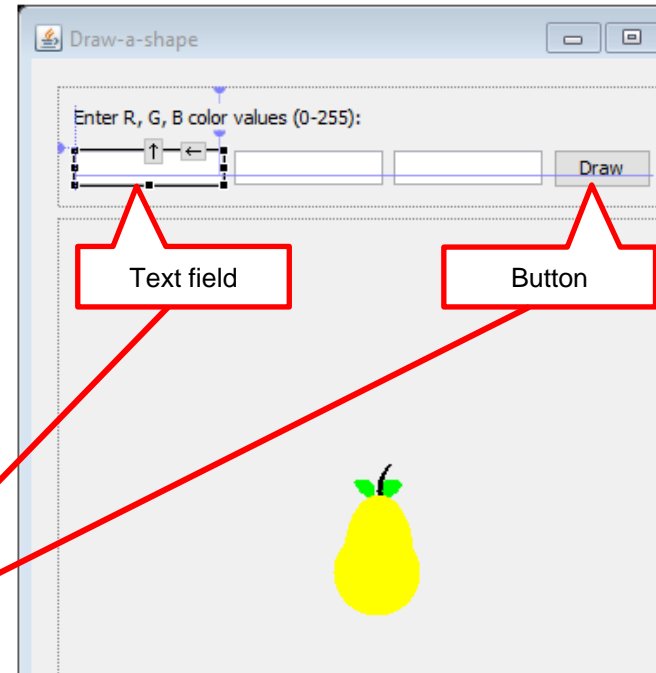 Draw-a-shape
Enter R, G, B color values (0-255):
Draw
Text field
Button